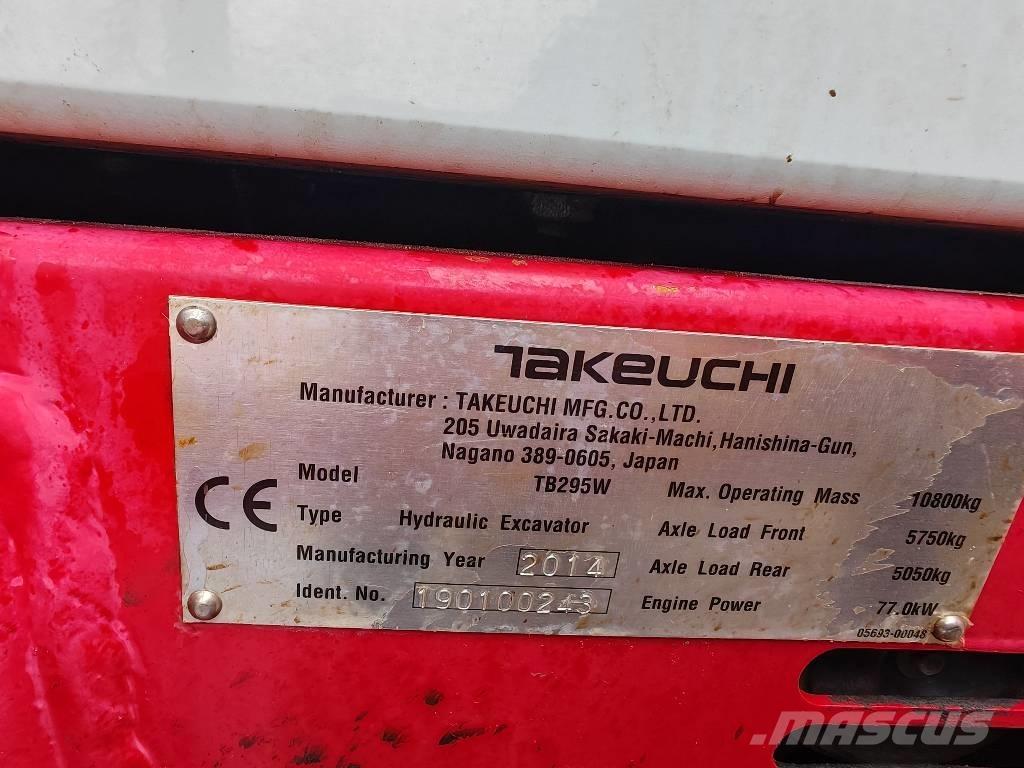 TAKEUCHI
Manufacturer : TAKEUCHI MFG.CO.,LTD.
205 Uwadaira Sakaki-Machi,Hanishina-Gun,
Nagano 389-0605, Japan
Model TB295W Max. Operating Mass 10800kg
CE Type Hydraulic Excavator Axle Load Front 5750kg
Manufacturing Year 2014 Axle Load Rear 5050kg
Ident. No. 190100243 Engine Power 77.0kW
05693-00048
MASCUS